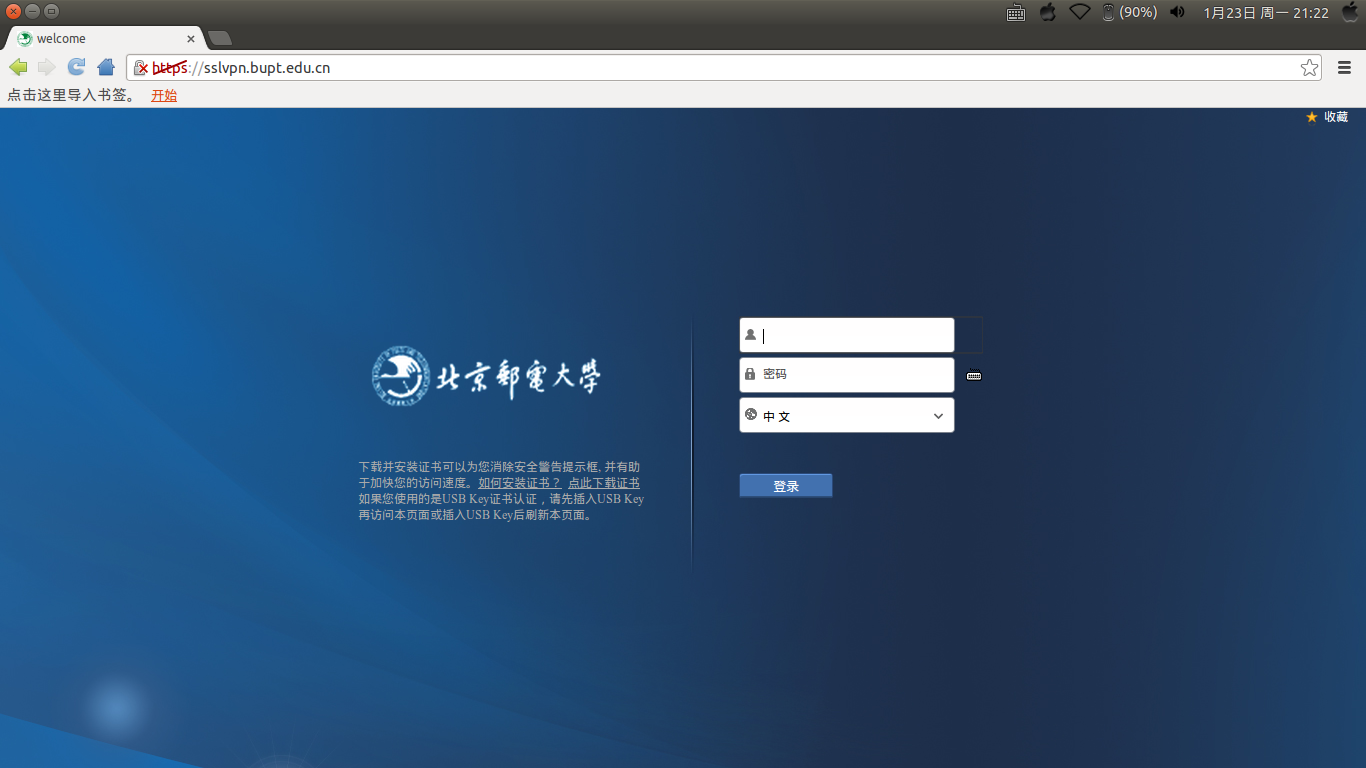 (90%) 1月23日 周一 21:22
welcome
https://sslvpn.bupt.edu.cn
点击这里导入书签。 开始
收藏
北京郵電大學
下载并安装证书可以为您消除安全警告提示框, 并有助
于加快您的访问速度。如何安装证书？ 点此下载证书
如果您使用的是USB Key证书认证，请先插入USB Key
再访问本页面或插入USB Key后刷新本页面。
密码
中 文
登录